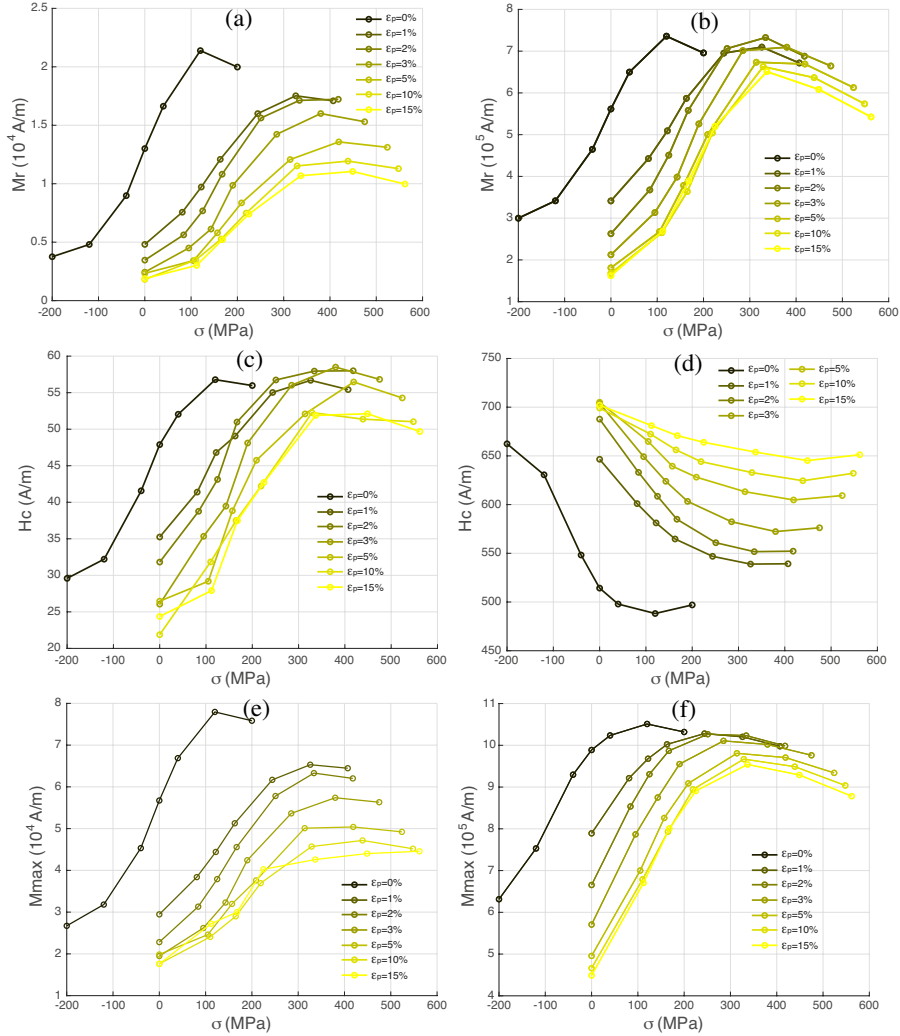 (a)
2.5
2
1.5
1
0.5
0
Mr (10⁴ A/m)
-200 -100 0 100 200 300 400 500 600
σ (MPa)
εp=0%
εp=1%
εp=2%
εp=3%
εp=5%
εp=10%
εp=15%
(b)
8
7
6
5
4
3
2
1
Mr (10⁵ A/m)
-200 -100 0 100 200 300 400 500 600
σ (MPa)
εp=0%
εp=1%
εp=2%
εp=3%
εp=5%
εp=10%
εp=15%
(c)
60
55
50
45
40
35
30
25
20
Hc (A/m)
-200 -100 0 100 200 300 400 500 600
σ (MPa)
εp=0%
εp=1%
εp=2%
εp=3%
εp=5%
εp=10%
εp=15%
(d)
750
700
650
600
550
500
450
Hc (A/m)
-200 -100 0 100 200 300 400 500 600
σ (MPa)
εp=0% εp=5%
εp=1% εp=10%
εp=2% εp=15%
εp=3%
(e)
8
7
6
5
4
3
2
1
Mmax (10⁴ A/m)
-200 -100 0 100 200 300 400 500 600
σ (MPa)
εp=0%
εp=1%
εp=2%
εp=3%
εp=5%
εp=10%
εp=15%
(f)
11
10
9
8
7
6
5
4
Mmax (10⁵ A/m)
-200 -100 0 100 200 300 400 500 600
σ (MPa)
εp=0%
εp=1%
εp=2%
εp=3%
εp=5%
εp=10%
εp=15%